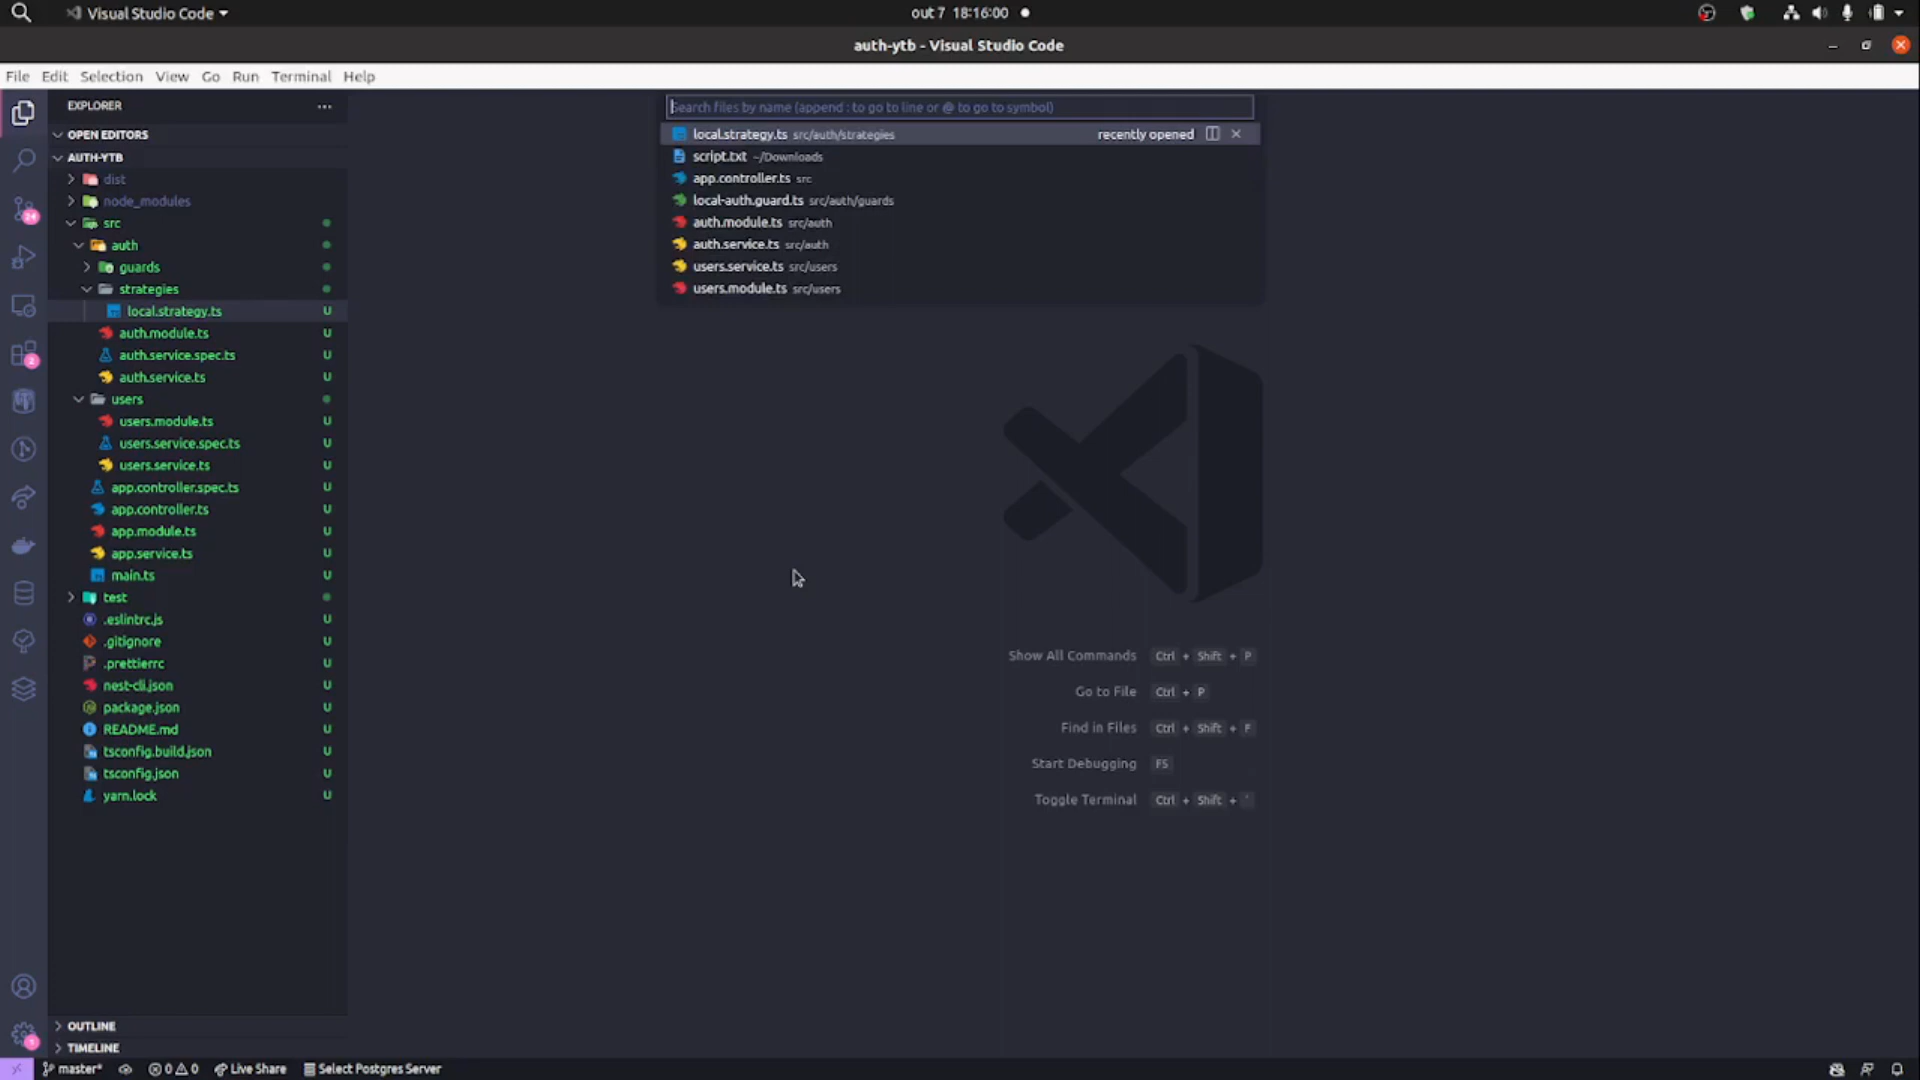 Visual Studio Code
out 7 18:16:00
auth-ytb - Visual Studio Code
File Edit Selection View Go Run Terminal Help
EXPLORER
OPEN EDITORS
AUTH-YTB
dist
node_modules
src
auth
guards
strategies
local.strategy.ts U
auth.module.ts U
auth.service.spec.ts U
auth.service.ts U
users
users.module.ts U
users.service.spec.ts U
users.service.ts U
app.controller.spec.ts U
app.controller.ts U
app.module.ts U
app.service.ts U
main.ts U
test
.eslintrc.js U
.gitignore U
.prettierrc U
nest-cli.json U
package.json U
README.md U
tsconfig.build.json U
tsconfig.json U
yarn.lock U
OUTLINE
TIMELINE
24
2
1
Search files by name (append : to go to line or @ to go to symbol)
local.strategy.ts src/auth/strategies recently opened
script.txt ~/Downloads
app.controller.ts src
local-auth.guard.ts src/auth/guards
auth.module.ts src/auth
auth.service.ts src/auth
users.service.ts src/users
users.module.ts src/users
Show All Commands Ctrl + Shift + P
Go to File Ctrl + P
Find in Files Ctrl + Shift + F
Start Debugging F5
Toggle Terminal Ctrl + Shift + `
master* 0 0 Live Share Select Postgres Server